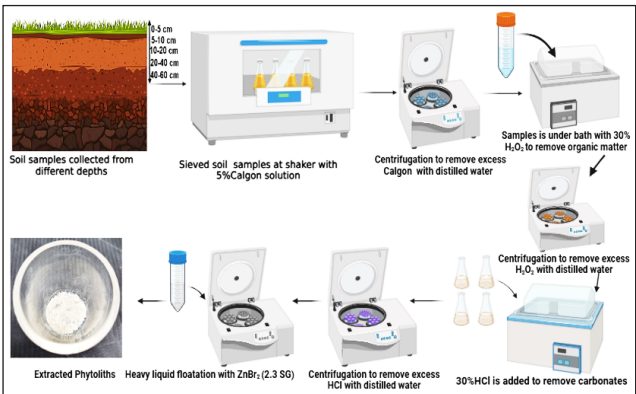 0-5 cm
5-10 cm
10-20 cm
20-40 cm
40-60 cm
Soil samples collected from
different depths
Sieved soil samples at shaker with
5%Calgon solution
Centrifugation to remove excess
Calgon with distilled water
Samples is under bath with 30%
H₂O₂ to remove organic matter
Centrifugation to remove excess
H₂O₂ with distilled water
30%HCl is added to remove carbonates
Centrifugation to remove excess
HCl with distilled water
Heavy liquid floatation with ZnBr₂ (2.3 SG)
Extracted Phytoliths